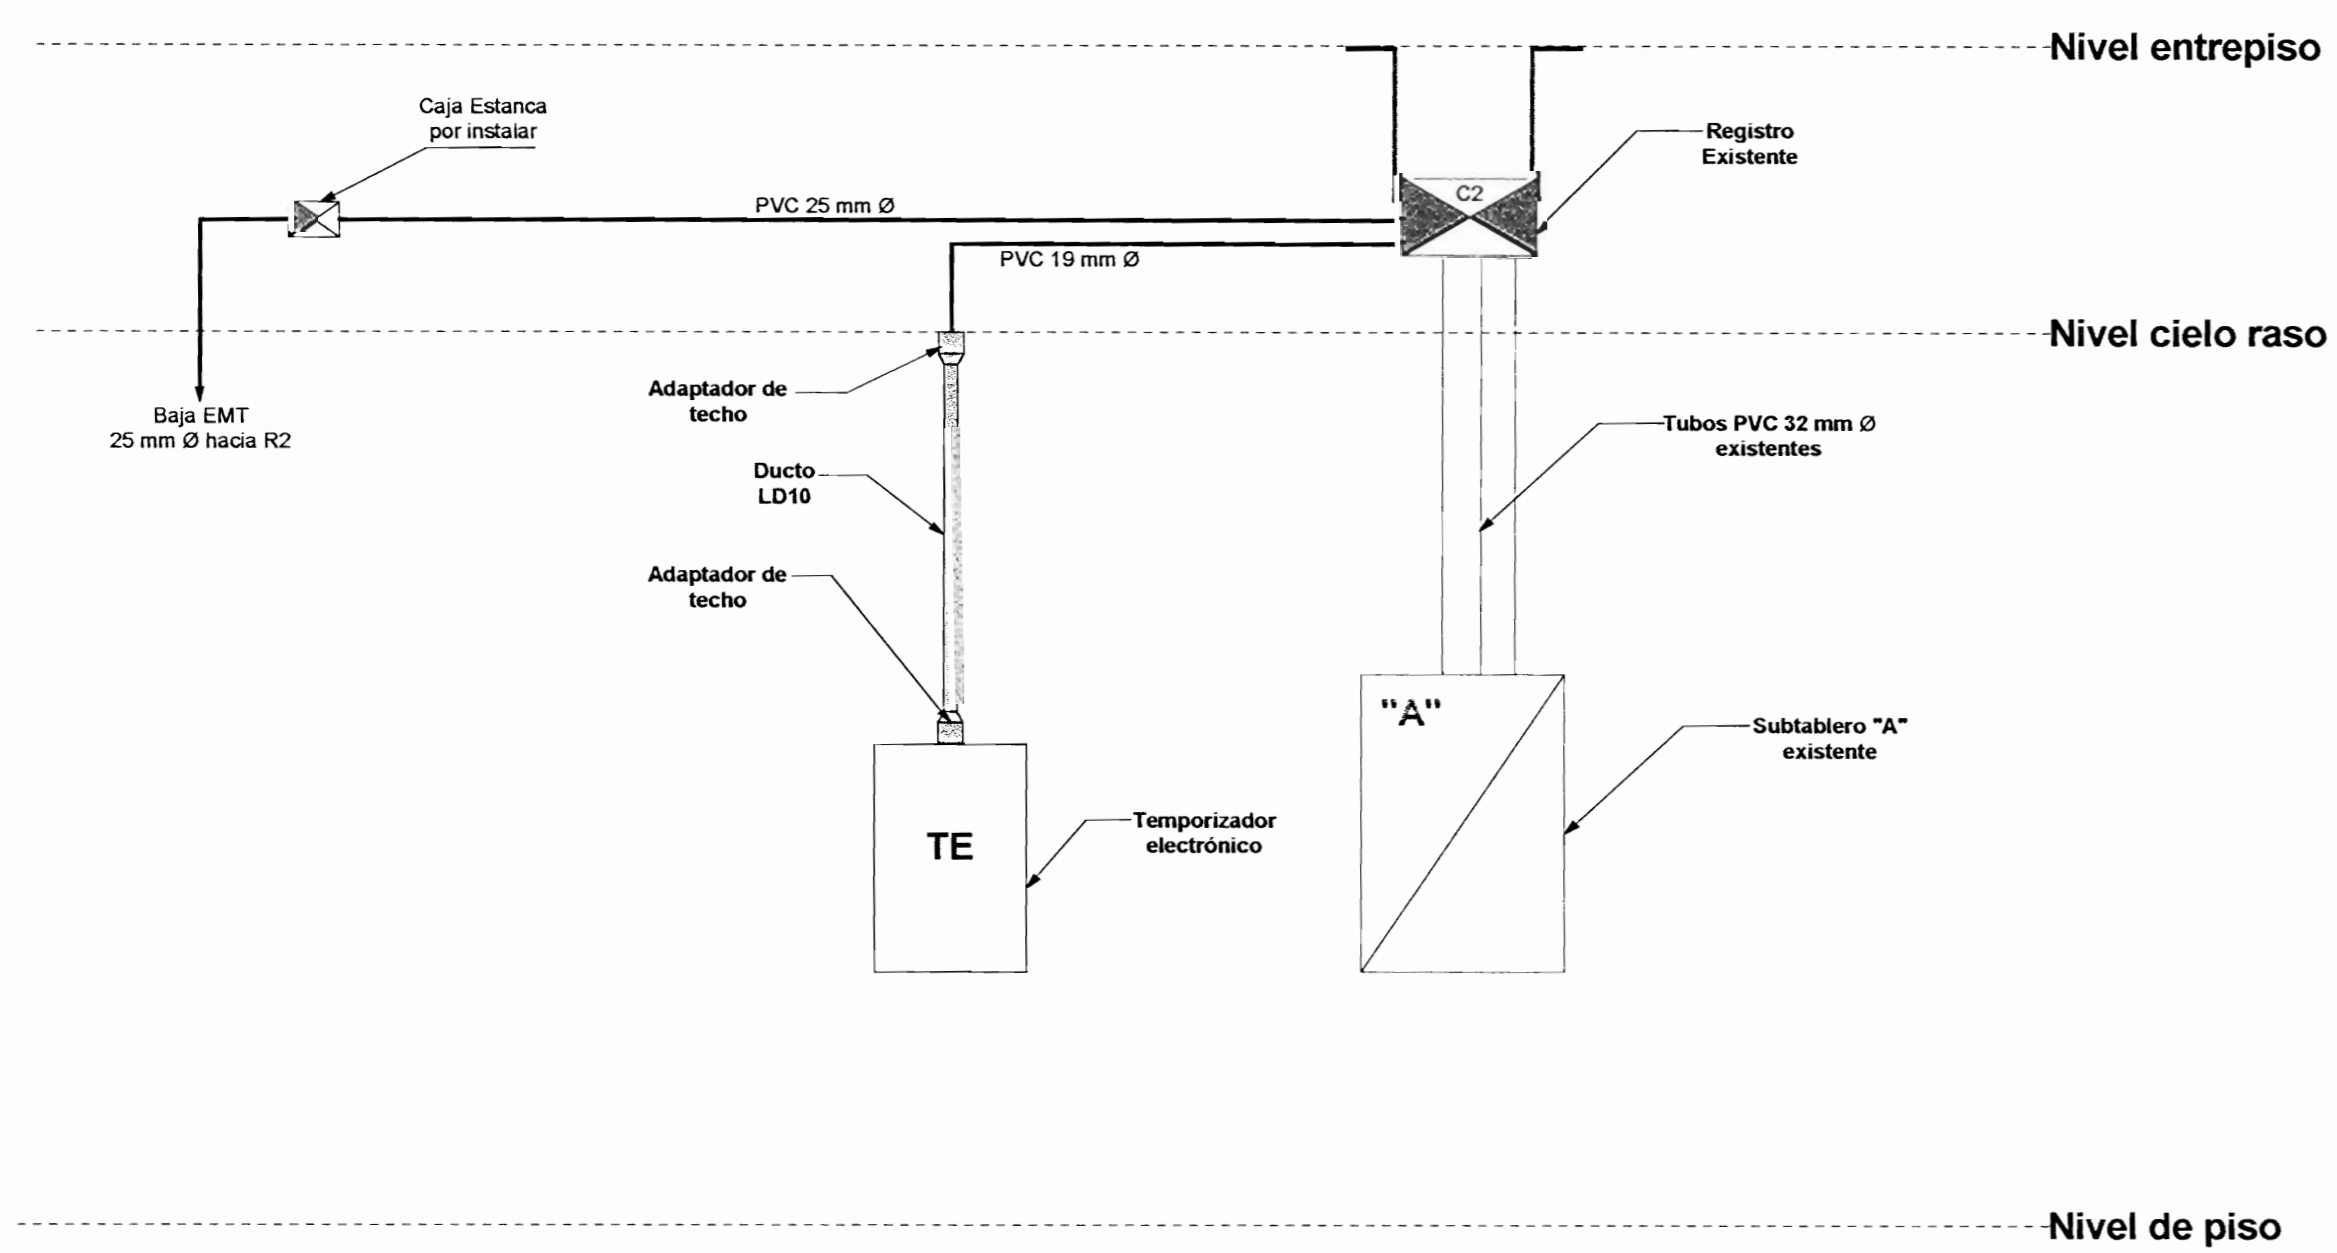 Nivel entrepiso
Caja Estanca
por instalar
Registro
Existente
C2
PVC 25 mm Ø
PVC 19 mm Ø
Nivel cielo raso
Adaptador de
techo
Baja EMT
25 mm Ø hacia R2
Tubos PVC 32 mm Ø
existentes
Ducto
LD10
Adaptador de
techo
"A"
Subtablero "A"
existente
TE
Temporizador
electrónico
Nivel de piso